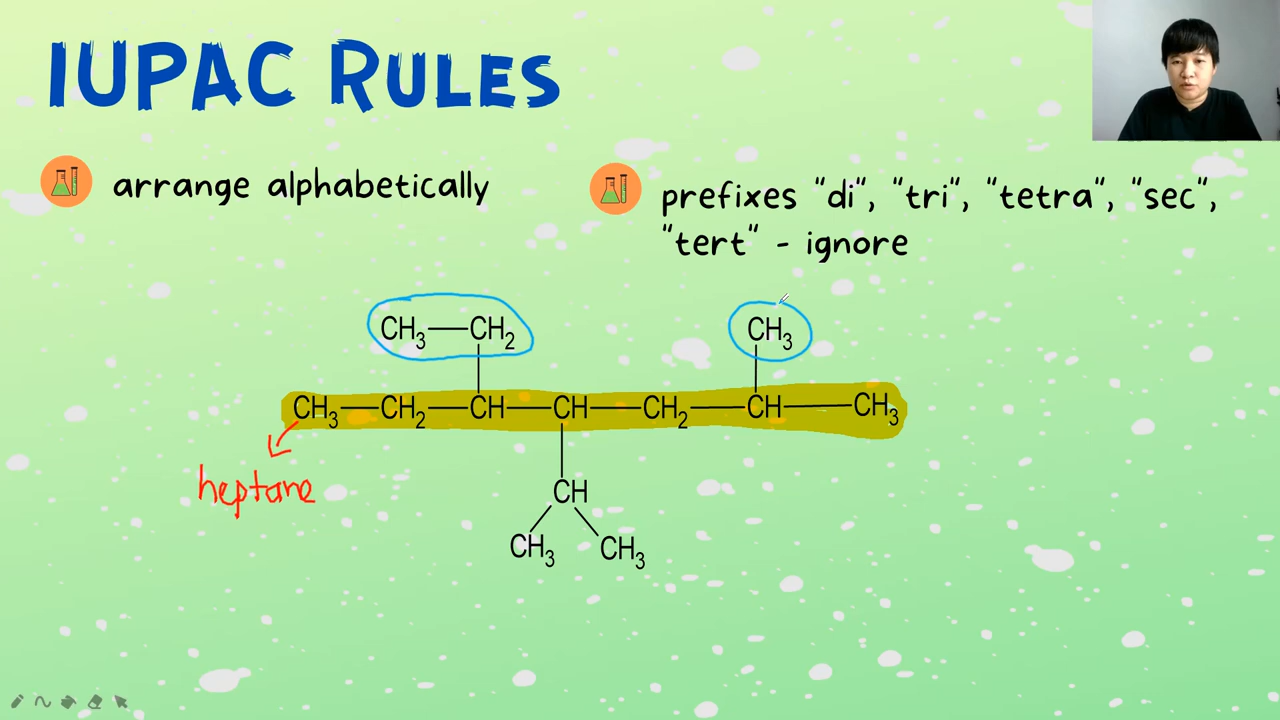 IUPAC RULES
arrange alphabetically
prefixes "di", "tri", "tetra", "sec",
"tert" - ignore
CH₃—CH₂ CH₃
CH₃—CH₂—CH—CH—CH₂—CH—CH₃
heptane
CH
CH₃ CH₃